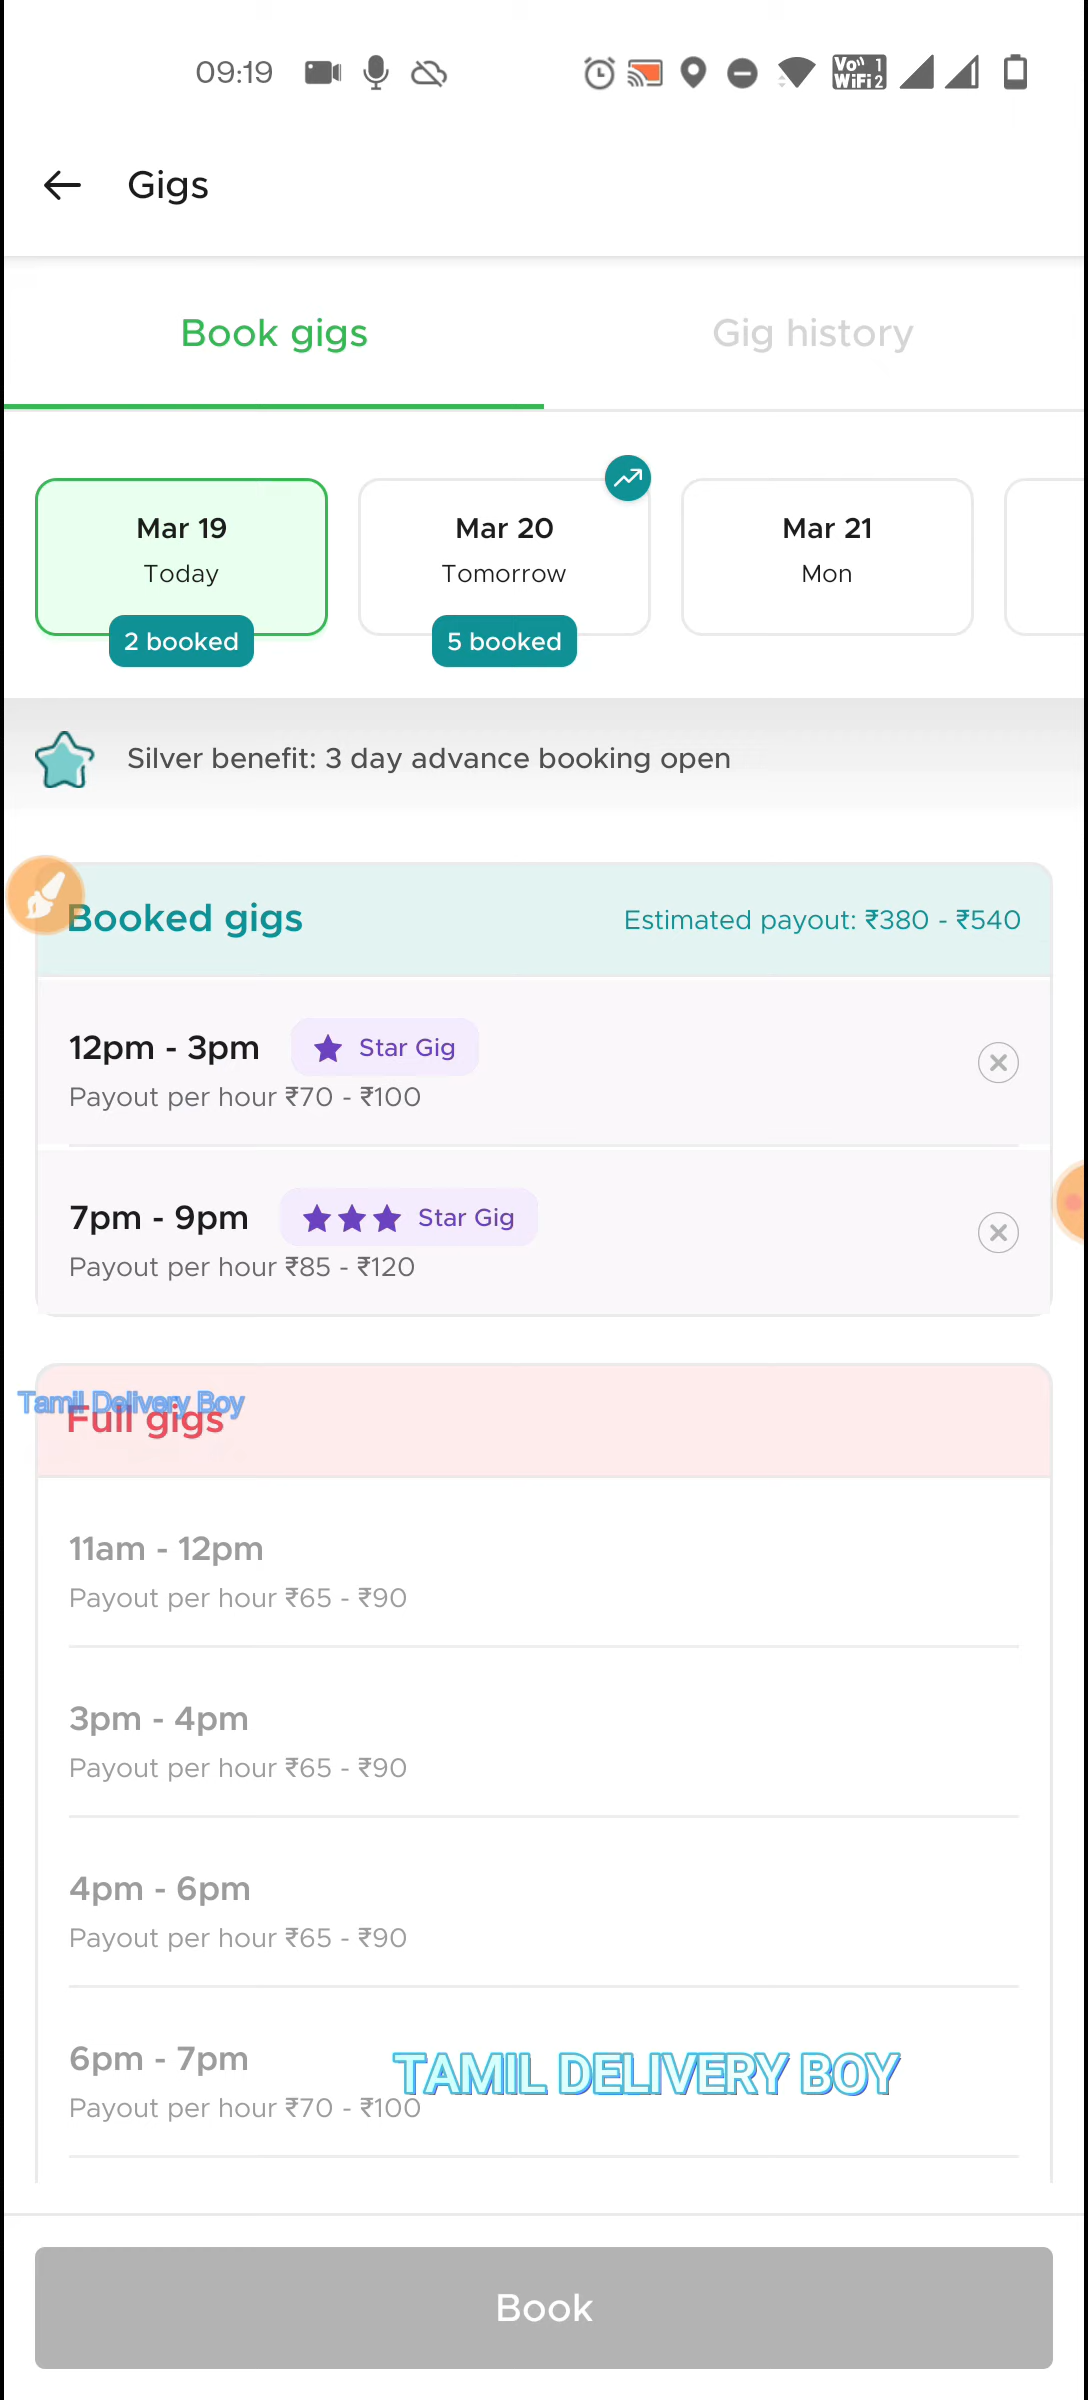 09:19
Vo 1
WiFi 2
Gigs
Book gigs
Gig history
Mar 19
Today
2 booked
Mar 20
Tomorrow
5 booked
Mar 21
Mon
Silver benefit: 3 day advance booking open
Booked gigs
Estimated payout: ₹380 - ₹540
12pm - 3pm
Star Gig
Payout per hour ₹70 - ₹100
7pm - 9pm
Star Gig
Payout per hour ₹85 - ₹120
Tamil Delivery Boy
Full gigs
11am - 12pm
Payout per hour ₹65 - ₹90
3pm - 4pm
Payout per hour ₹65 - ₹90
4pm - 6pm
Payout per hour ₹65 - ₹90
6pm - 7pm
TAMIL DELIVERY BOY
Payout per hour ₹70 - ₹100
Book